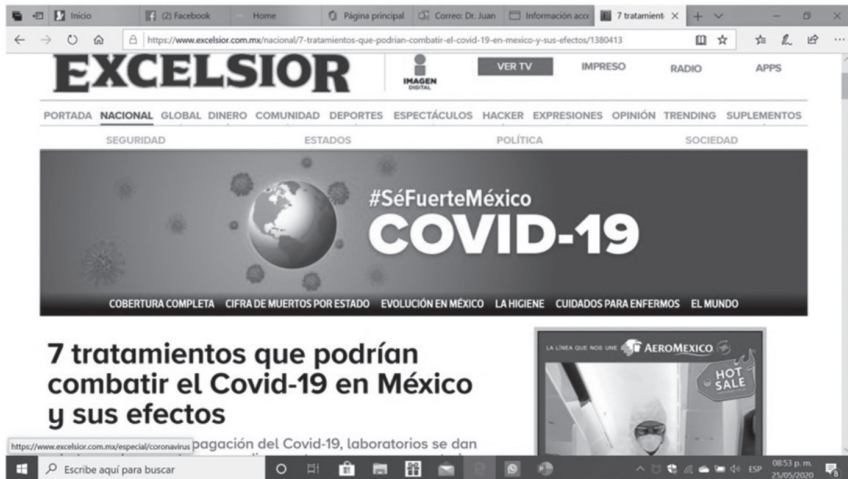 Inicio
(2) Facebook
Home
Página principal
Correo: Dr. Juan
Información acce
7 tratamient
https://www.excelsior.com.mx/nacional/7-tratamientos-que-podrian-combatir-el-covid-19-en-mexico-y-sus-efectos/1380413
EXCELSIOR
IMAGEN
DIGITAL
VER TV IMPRESO RADIO APPS
PORTADA NACIONAL GLOBAL DINERO COMUNIDAD DEPORTES ESPECTÁCULOS HACKER EXPRESIONES OPINIÓN TRENDING SUPLEMENTOS
SEGURIDAD ESTADOS POLÍTICA SOCIEDAD
#SéFuerteMéxico
COVID-19
COBERTURA COMPLETA CIFRA DE MUERTOS POR ESTADO EVOLUCIÓN EN MÉXICO LA HIGIENE CUIDADOS PARA ENFERMOS EL MUNDO
7 tratamientos que podrían
combatir el Covid-19 en México
y sus efectos
LA LÍNEA QUE NOS UNE AEROMEXICO
HOT
SALE
https://www.excelsior.com.mx/especial/coronavirus
pagación del Covid-19, laboratorios se dan
Escribe aquí para buscar
ESP
08:53 p. m.
25/05/2020